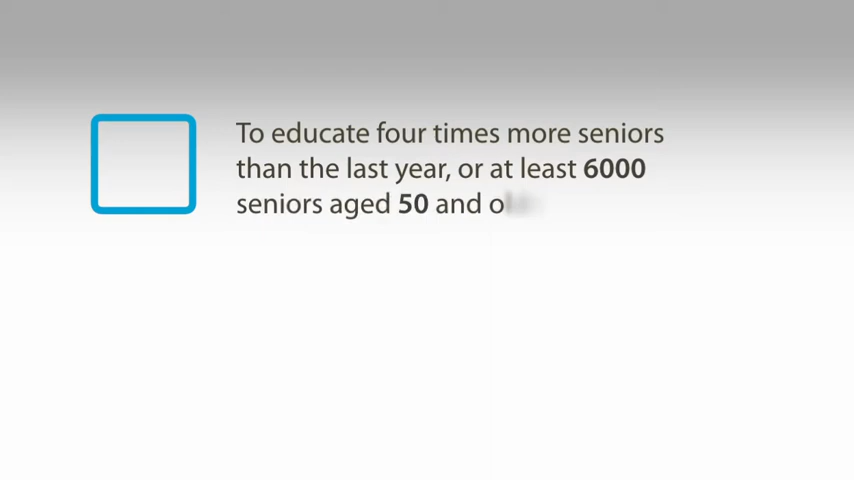 To educate four times more seniors
than the last year, or at least 6000
seniors aged 50 and